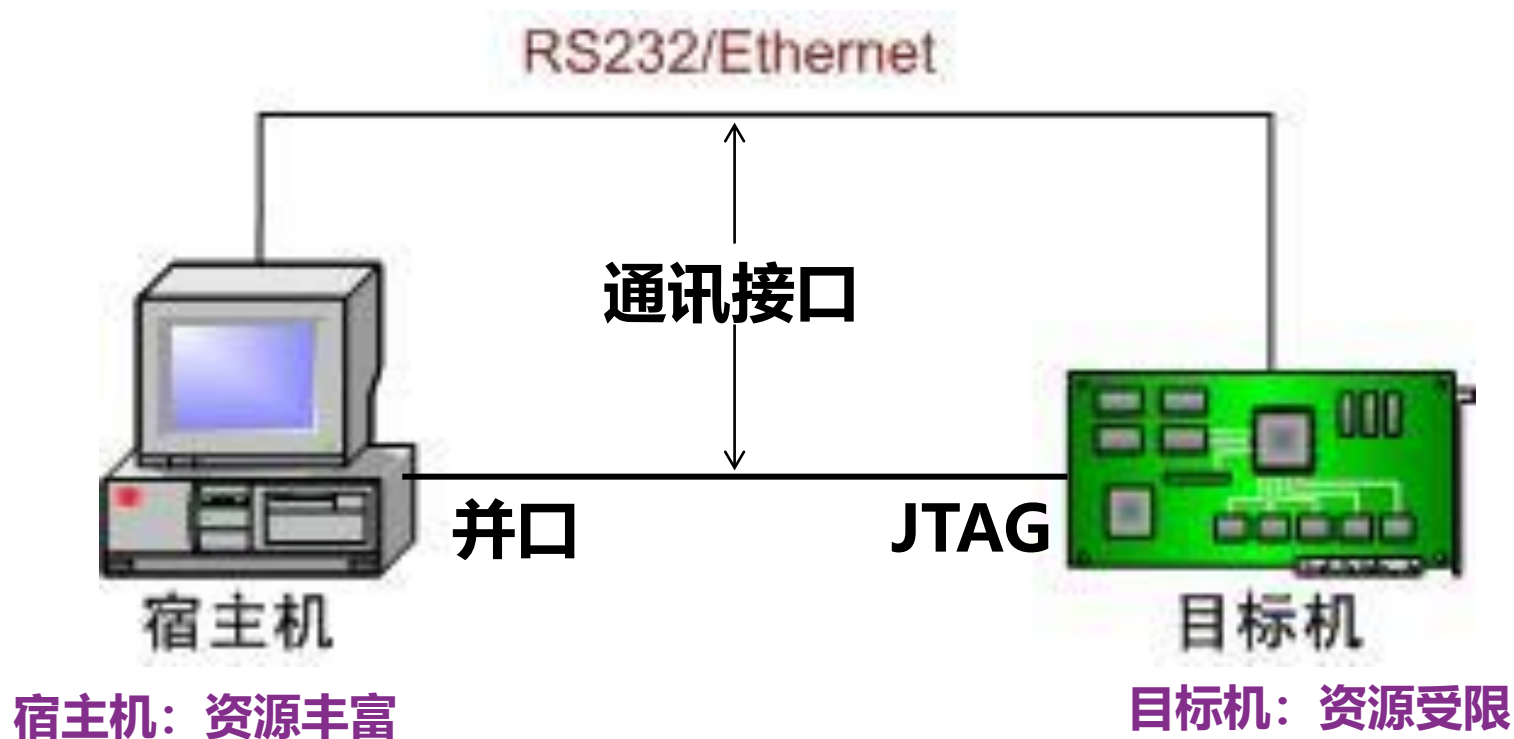 RS232/Ethernet
通讯接口
并口
JTAG
宿主机
目标机
宿主机：资源丰富
目标机：资源受限